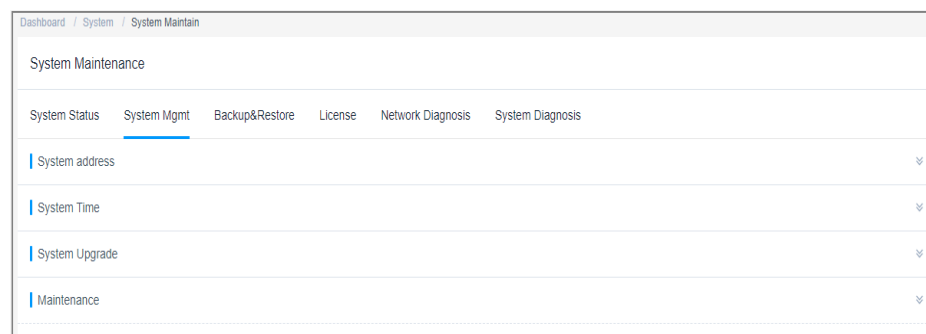 Dashboard / System / System Maintain
System Maintenance
System Status System Mgmt Backup&Restore License Network Diagnosis System Diagnosis
System address
System Time
System Upgrade
Maintenance